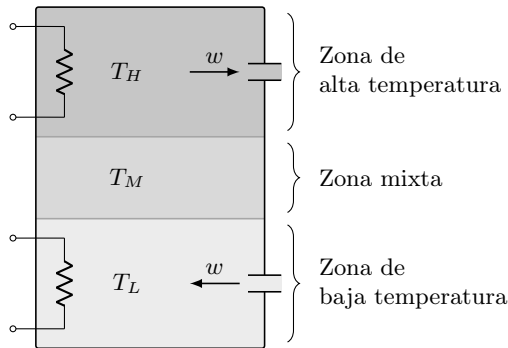 T_H
w
Zona de
alta temperatura
T_M
Zona mixta
T_L
w
Zona de
baja temperatura